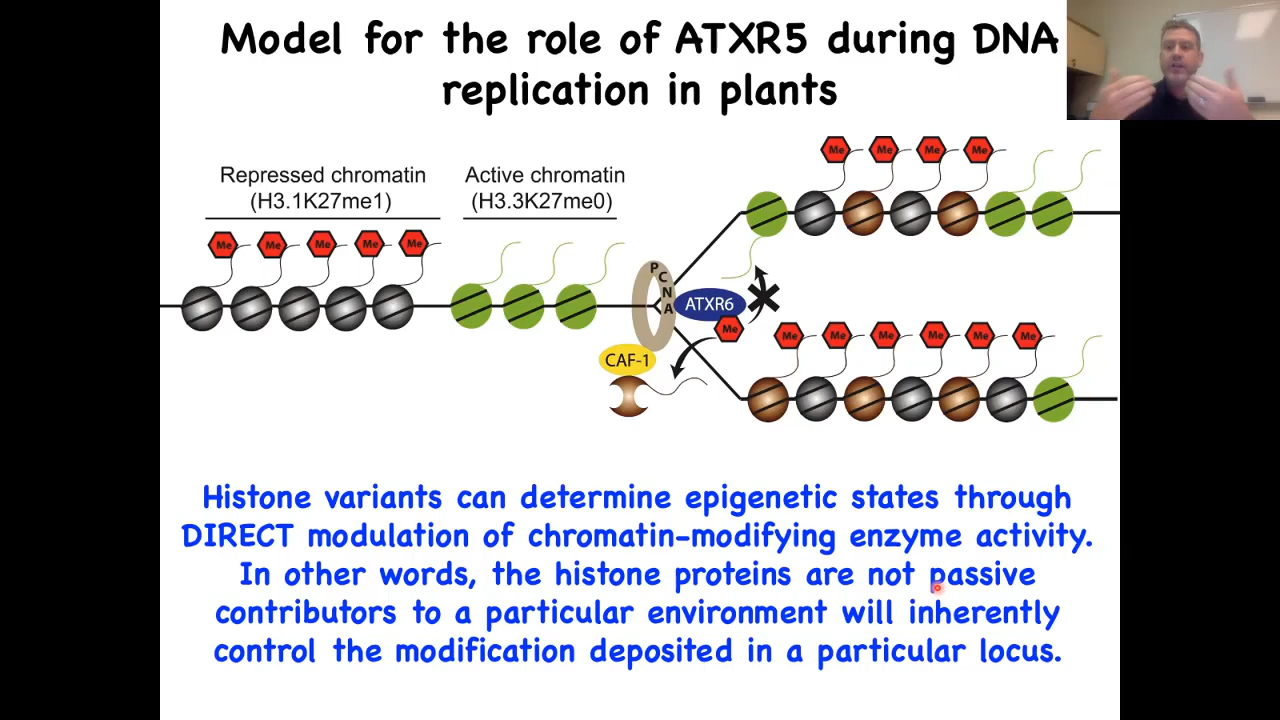 Model for the role of ATXR5 during DNA
replication in plants
Repressed chromatin
(H3.1K27me1)
Active chromatin
(H3.3K27me0)
Me Me Me Me
Me Me Me Me Me
PCNA
ATXR6
Me
Me Me Me Me Me Me
CAF-1
Histone variants can determine epigenetic states through
DIRECT modulation of chromatin-modifying enzyme activity.
In other words, the histone proteins are not passive
contributors to a particular environment will inherently
control the modification deposited in a particular locus.